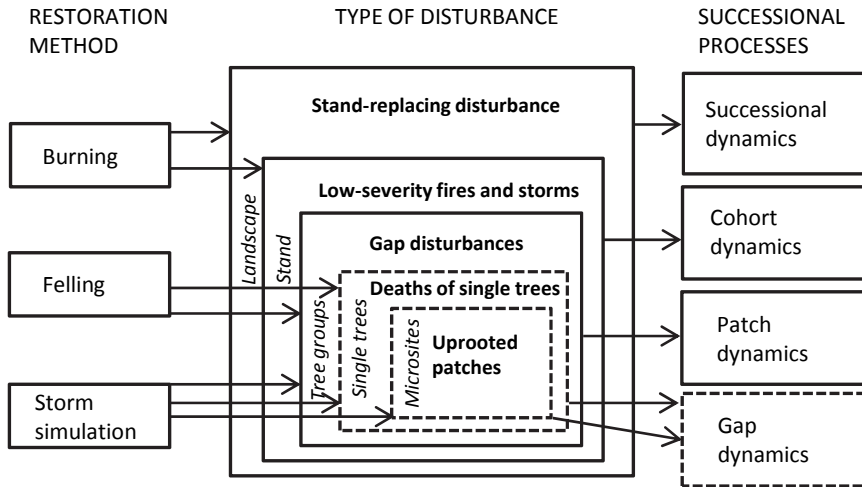 RESTORATION
METHOD
TYPE OF DISTURBANCE
SUCCESSIONAL
PROCESSES
Burning
Felling
Storm
simulation
Stand-replacing disturbance
Landscape
Low-severity fires and storms
Stand
Gap disturbances
Tree groups
Deaths of single trees
Single trees
Uprooted
patches
Microsites
Successional
dynamics
Cohort
dynamics
Patch
dynamics
Gap
dynamics